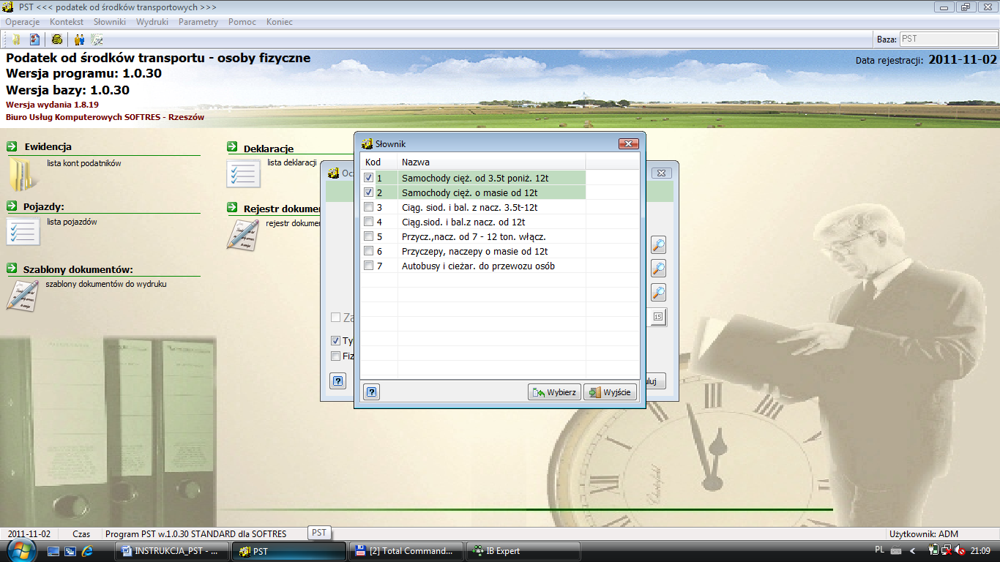 PST <<< podatek od środków transportowych >>>
Operacje Kontekst Słowniki Wydruki Parametry Pomoc Koniec
Baza: PST
Podatek od środków transportu - osoby fizyczne
Data rejestracji: 2011-11-02
Wersja programu: 1.0.30
Wersja bazy: 1.0.30
Wersja wydania 1.8.19
Biuro Usług Komputerowych SOFTRES - Rzeszów
Ewidencja
lista kont podatników
Pojazdy:
lista pojazdów
Szablony dokumentów:
szablony dokumentów do wydruku
Deklaracje
lista deklaracji
Rejestr dokumen
rejestr dokume
Słownik
Kod Nazwa
1 Samochody cięż. od 3.5t poniż. 12t
2 Samochody cięż. o masie od 12t
3 Ciąg. siod. i bal. z nacz. 3.5t-12t
4 Ciąg.siod. i bal.z nacz. od 12t
5 Przycz.,nacz. od 7 - 12 ton. włącz.
6 Przyczepy, naczepy o masie od 12t
7 Autobusy i cieżar. do przewozu osób
Wybierz Wyjście
Oc
Za
15
Ty
Fiz
uluj
2011-11-02 Czas Program PST w.1.0.30 STANDARD dla SOFTRES
PST
Użytkownik: ADM
INSTRUKCJA_PST - ...
PST
[2] Total Command...
IB Expert
PL
21:09